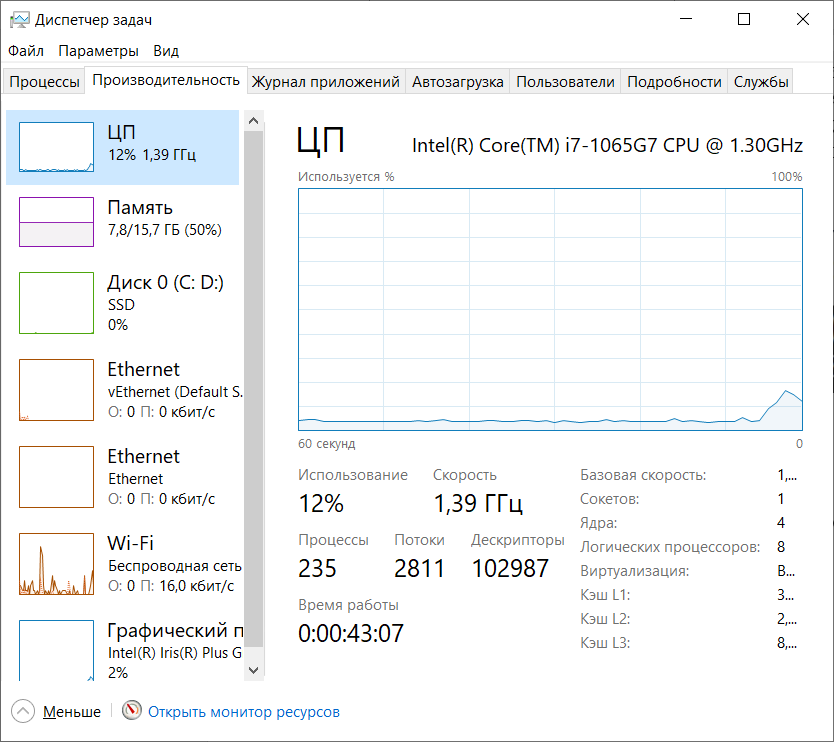 Диспетчер задач
Файл Параметры Вид
Процессы Производительность Журнал приложений Автозагрузка Пользователи Подробности Службы
ЦП
12% 1,39 ГГц
Память
7,8/15,7 ГБ (50%)
Диск 0 (C: D:)
SSD
0%
Ethernet
vEthernet (Default S.
О: 0 П: 0 кбит/с
Ethernet
Ethernet
О: 0 П: 0 кбит/с
Wi-Fi
Беспроводная сеть
О: 0 П: 16,0 кбит/с
Графический п
Intel(R) Iris(R) Plus G
2%
ЦП Intel(R) Core(TM) i7-1065G7 CPU @ 1.30GHz
Используется % 100%
60 секунд 0
Использование Скорость
12% 1,39 ГГц
Процессы Потоки Дескрипторы
235 2811 102987
Время работы
0:00:43:07
Базовая скорость: 1,...
Сокетов: 1
Ядра: 4
Логических процессоров: 8
Виртуализация: В...
Кэш L1: 3...
Кэш L2: 2,...
Кэш L3: 8,...
Меньше Открыть монитор ресурсов